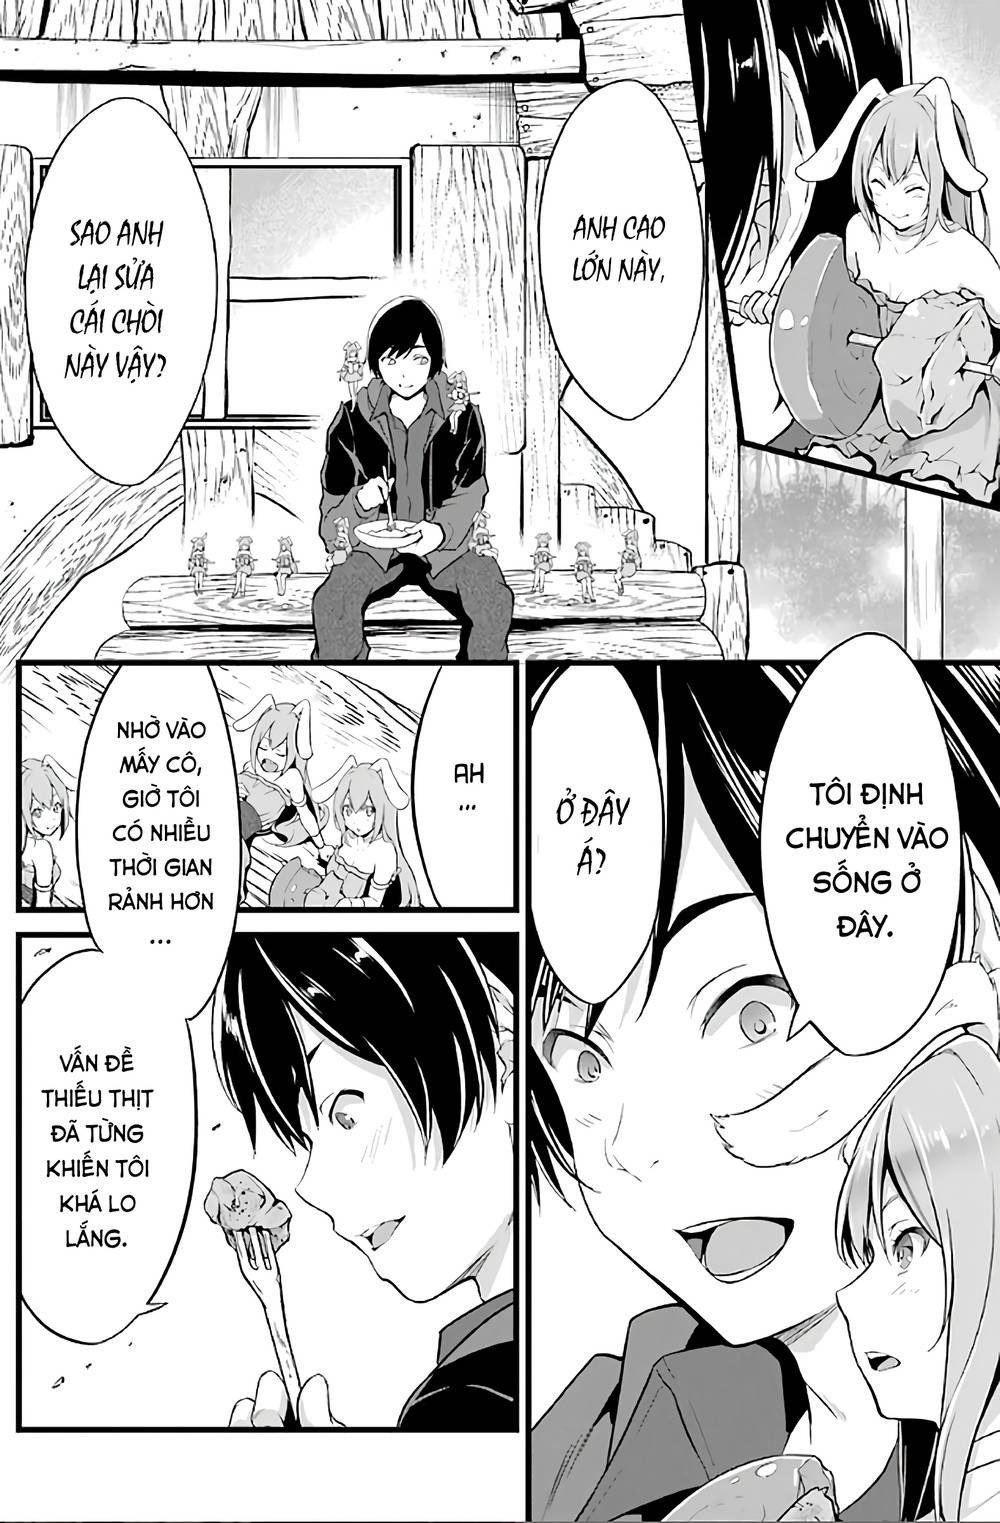 ANH CAO
LỚN NÀY,
SAO ANH
LẠI SỬA
CÁI CHÒI
NÀY VẬY?
TÔI ĐỊNH
CHUYỂN VÀO
SỐNG Ở
ĐÂY.
Ở ĐÂY
Á?
AH
...
NHỜ VÀO
MẤY CÔ,
GIỜ TÔI
CÓ NHIỀU
THỜI GIAN
RẢNH HƠN
...
VẤN ĐỀ
THIẾU THỊT
ĐÃ TỪNG
KHIẾN TÔI
KHÁ LO
LẮNG.